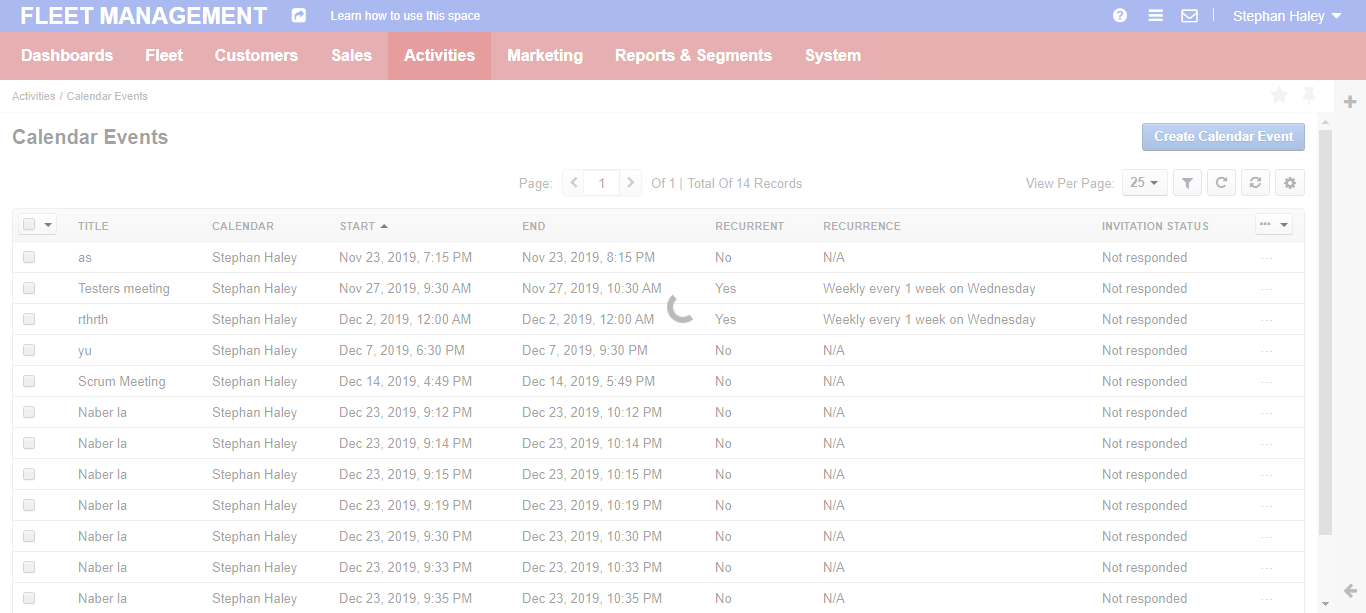 FLEET MANAGEMENT Learn how to use this space ? Stephan Haley
Dashboards Fleet Customers Sales Activities Marketing Reports & Segments System
Activities / Calendar Events
Calendar Events Create Calendar Event
Page: 1 Of 1 | Total Of 14 Records View Per Page: 25
TITLE CALENDAR START END RECURRENT RECURRENCE INVITATION STATUS
as Stephan Haley Nov 23, 2019, 7:15 PM Nov 23, 2019, 8:15 PM No N/A Not responded
Testers meeting Stephan Haley Nov 27, 2019, 9:30 AM Nov 27, 2019, 10:30 AM Yes Weekly every 1 week on Wednesday Not responded
rthrth Stephan Haley Dec 2, 2019, 12:00 AM Dec 2, 2019, 12:00 AM Yes Weekly every 1 week on Wednesday Not responded
yu Stephan Haley Dec 7, 2019, 6:30 PM Dec 7, 2019, 9:30 PM No N/A Not responded
Scrum Meeting Stephan Haley Dec 14, 2019, 4:49 PM Dec 14, 2019, 5:49 PM No N/A Not responded
Naber la Stephan Haley Dec 23, 2019, 9:12 PM Dec 23, 2019, 10:12 PM No N/A Not responded
Naber la Stephan Haley Dec 23, 2019, 9:14 PM Dec 23, 2019, 10:14 PM No N/A Not responded
Naber la Stephan Haley Dec 23, 2019, 9:15 PM Dec 23, 2019, 10:15 PM No N/A Not responded
Naber la Stephan Haley Dec 23, 2019, 9:19 PM Dec 23, 2019, 10:19 PM No N/A Not responded
Naber la Stephan Haley Dec 23, 2019, 9:30 PM Dec 23, 2019, 10:30 PM No N/A Not responded
Naber la Stephan Haley Dec 23, 2019, 9:33 PM Dec 23, 2019, 10:33 PM No N/A Not responded
Naber la Stephan Haley Dec 23, 2019, 9:35 PM Dec 23, 2019, 10:35 PM No N/A Not responded